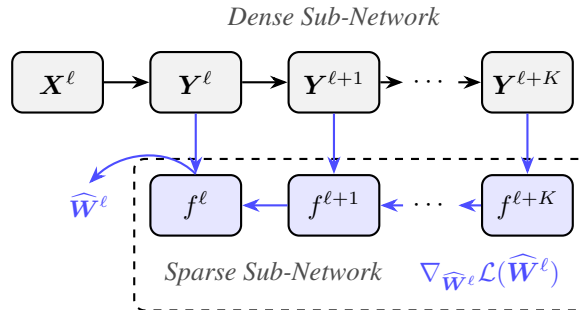 Dense Sub-Network
X^ℓ Y^ℓ Y^{ℓ+1} ⋯ Y^{ℓ+K}
f^ℓ f^{ℓ+1} ⋯ f^{ℓ+K}
Ŵ^ℓ
Sparse Sub-Network ∇_{Ŵ^ℓ} ℒ(Ŵ^ℓ)